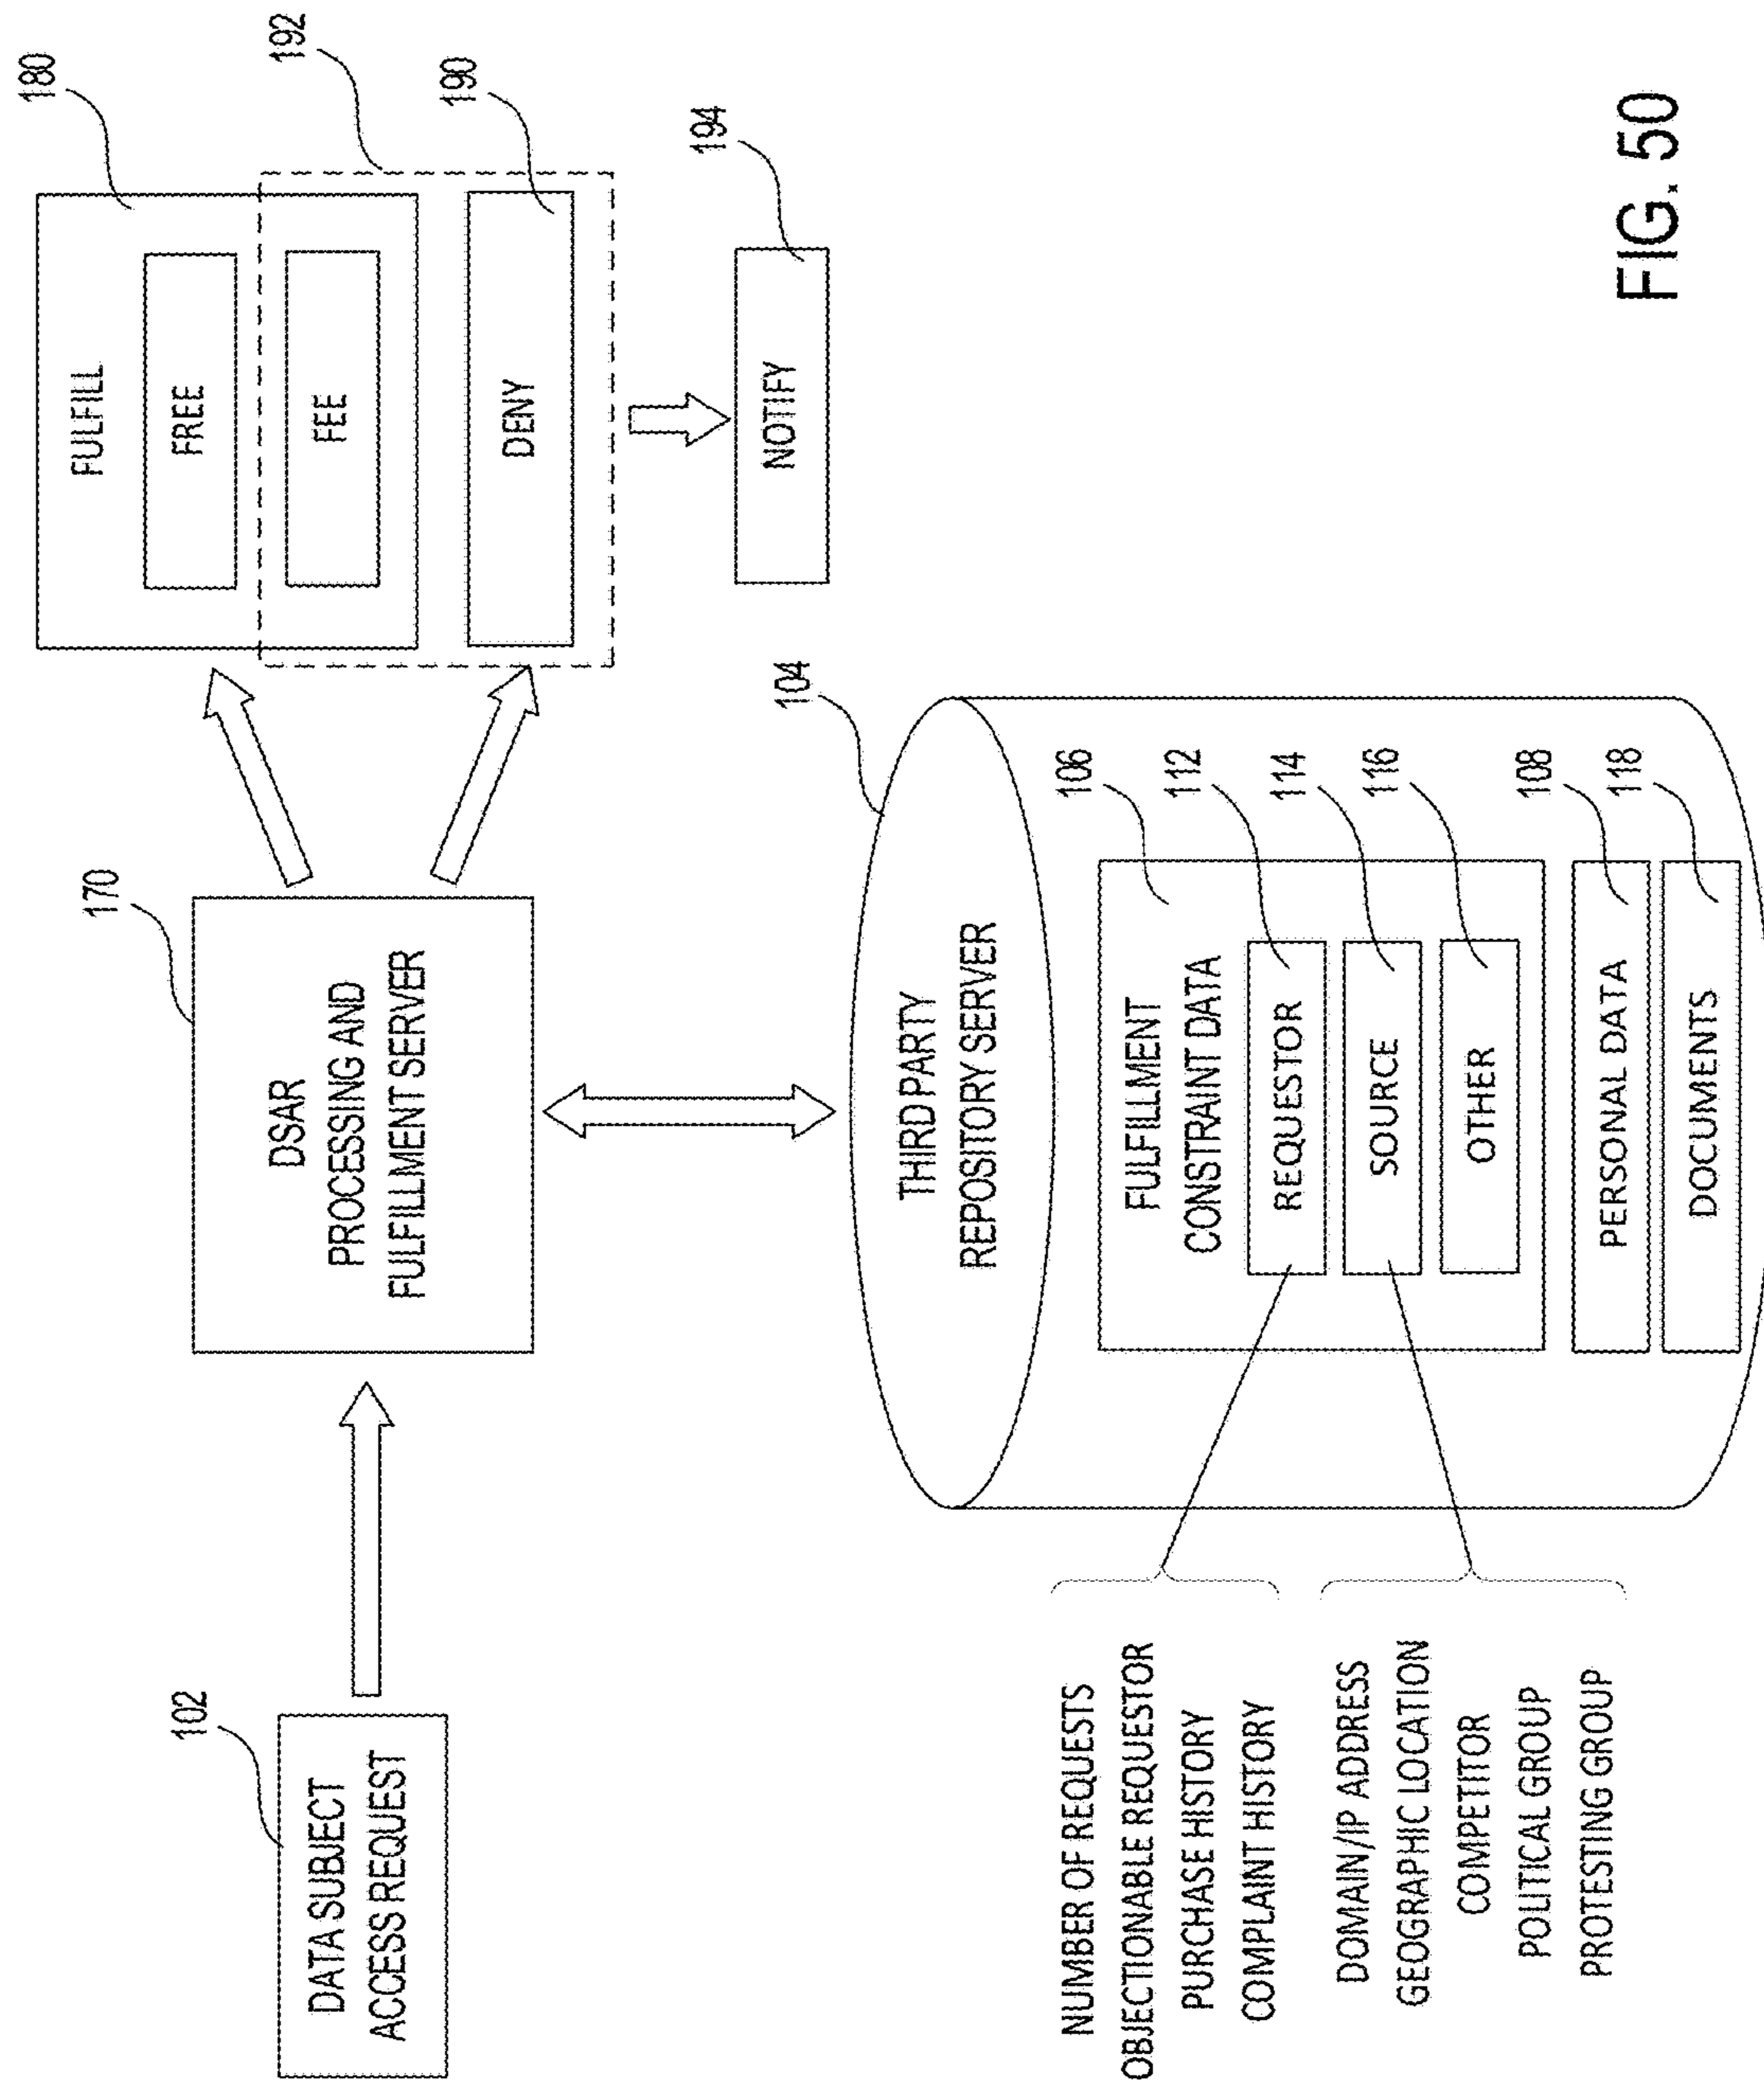 102
DATA SUBJECT
ACCESS REQUEST
170
DSAR
PROCESSING AND
FULFILLMENT SERVER
180
FULFILL
FREE
FEE
192
190
DENY
194
NOTIFY
104
THIRD PARTY
REPOSITORY SERVER
106
FULFILLMENT
CONSTRAINT DATA
112
REQUESTOR
114
SOURCE
116
OTHER
108
PERSONAL DATA
118
DOCUMENTS
NUMBER OF REQUESTS
OBJECTIONABLE REQUESTOR
PURCHASE HISTORY
COMPLAINT HISTORY
DOMAIN/IP ADDRESS
GEOGRAPHIC LOCATION
COMPETITOR
POLITICAL GROUP
PROTESTING GROUP
FIG. 50